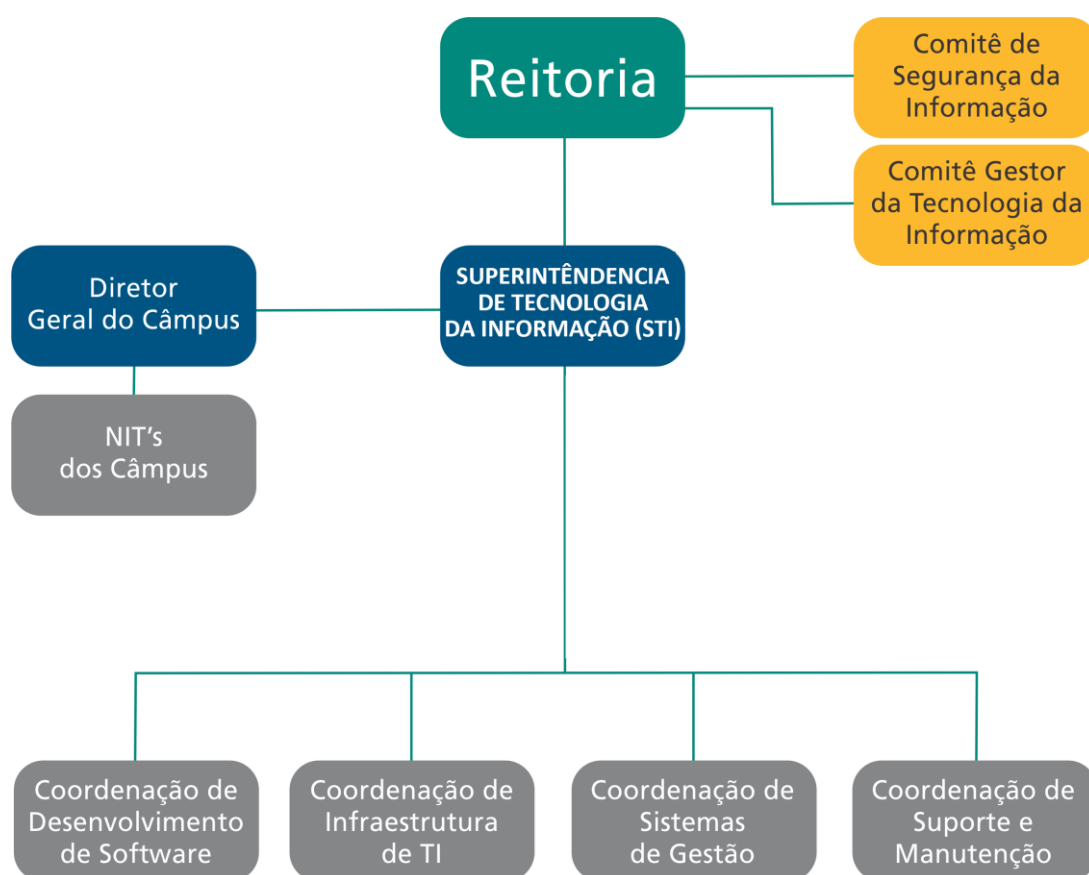 Reitoria
Comitê de
Segurança da
Informação
Comitê Gestor
da Tecnologia da
Informação
Diretor
Geral do Câmpus
SUPERINTÊNDENCIA
DE TECNOLOGIA
DA INFORMAÇÃO (STI)
NIT’s
dos Câmpus
Coordenação de
Desenvolvimento
de Software
Coordenação de
Infraestrutura
de TI
Coordenação de
Sistemas
de Gestão
Coordenação de
Suporte e
Manutenção